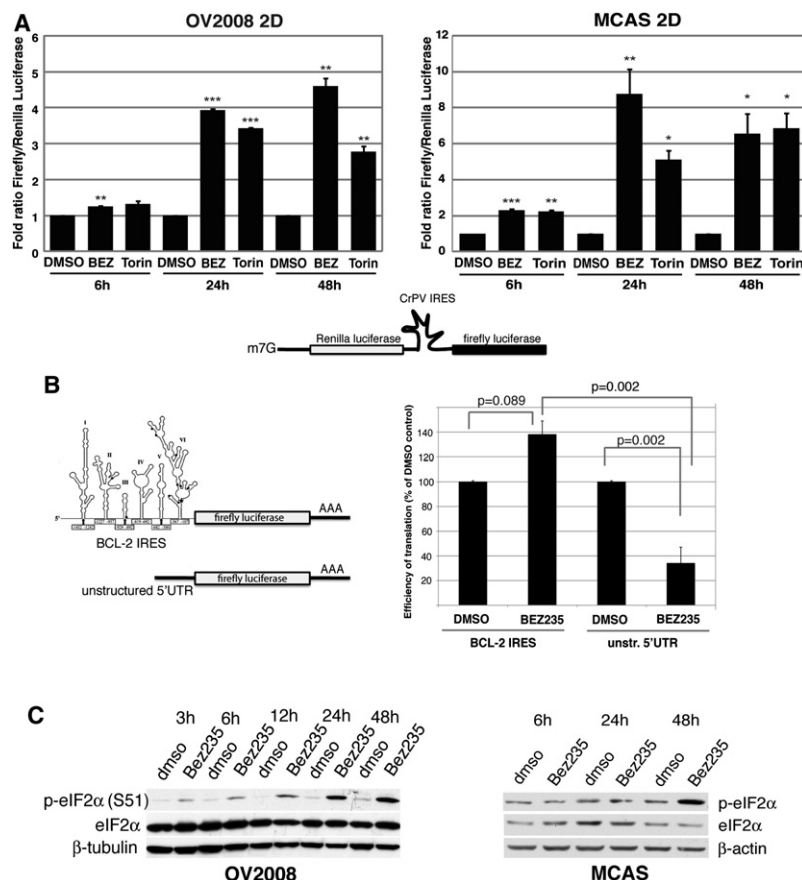 A
OV2008 2D
MCAS 2D
Fold ratio Firefly/Renilla Luciferase
6
5
4
3
2
1
0
** *** *** ** **
DMSO BEZ Torin DMSO BEZ Torin DMSO BEZ Torin
6h 24h 48h
Fold ratio Firefly/Renilla Luciferase
12
10
8
6
4
2
0
*** ** ** * * *
DMSO BEZ Torin DMSO BEZ Torin DMSO BEZ Torin
6h 24h 48h
CrPV IRES
m7G Renilla luciferase firefly luciferase
B
I II III IV V VI
5'
firefly luciferase AAA
BCL-2 IRES
firefly luciferase AAA
unstructured 5'UTR
p=0.002
p=0.089
p=0.002
Efficiency of translation (% of DMSO control)
140
120
100
80
60
40
20
DMSO BEZ235 DMSO BEZ235
BCL-2 IRES unstr. 5'UTR
C
3h 6h 12h 24h 48h
dmso Bez235 dmso Bez235 dmso Bez235 dmso Bez235 dmso Bez235
p-eIF2α (S51)
eIF2α
β-tubulin
OV2008
6h 24h 48h
dmso Bez235 dmso Bez235 dmso Bez235
p-eIF2α
eIF2α
β-actin
MCAS